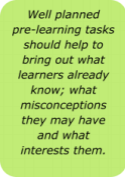 Well planned
pre-learning tasks
should help to
bring out what
learners already
know; what
misconceptions
they may have
and what
interests them.